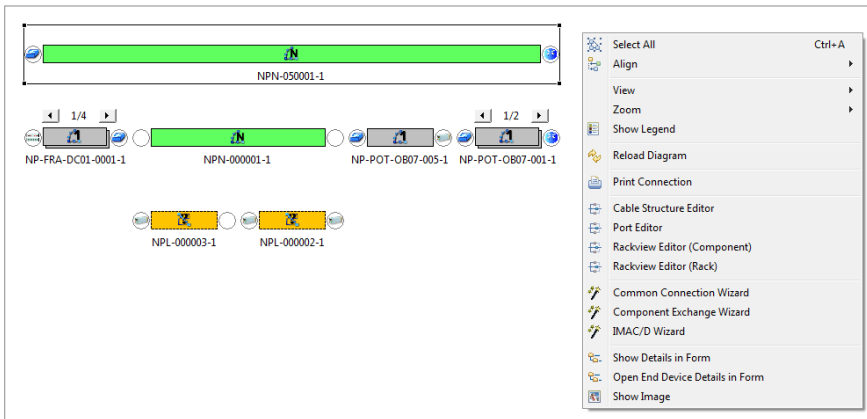 N
NPN-050001-1
1/4
1/2
1
N
1
1
NP-FRA-DC01-0001-1
NPN-000001-1
NP-POT-OB07-005-1
NP-POT-OB07-001-1
NPL-000003-1
NPL-000002-1
Select All Ctrl+A
Align
View
Zoom
Show Legend
Reload Diagram
Print Connection
Cable Structure Editor
Port Editor
Rackview Editor (Component)
Rackview Editor (Rack)
Common Connection Wizard
Component Exchange Wizard
IMAC/D Wizard
Show Details in Form
Open End Device Details in Form
Show Image